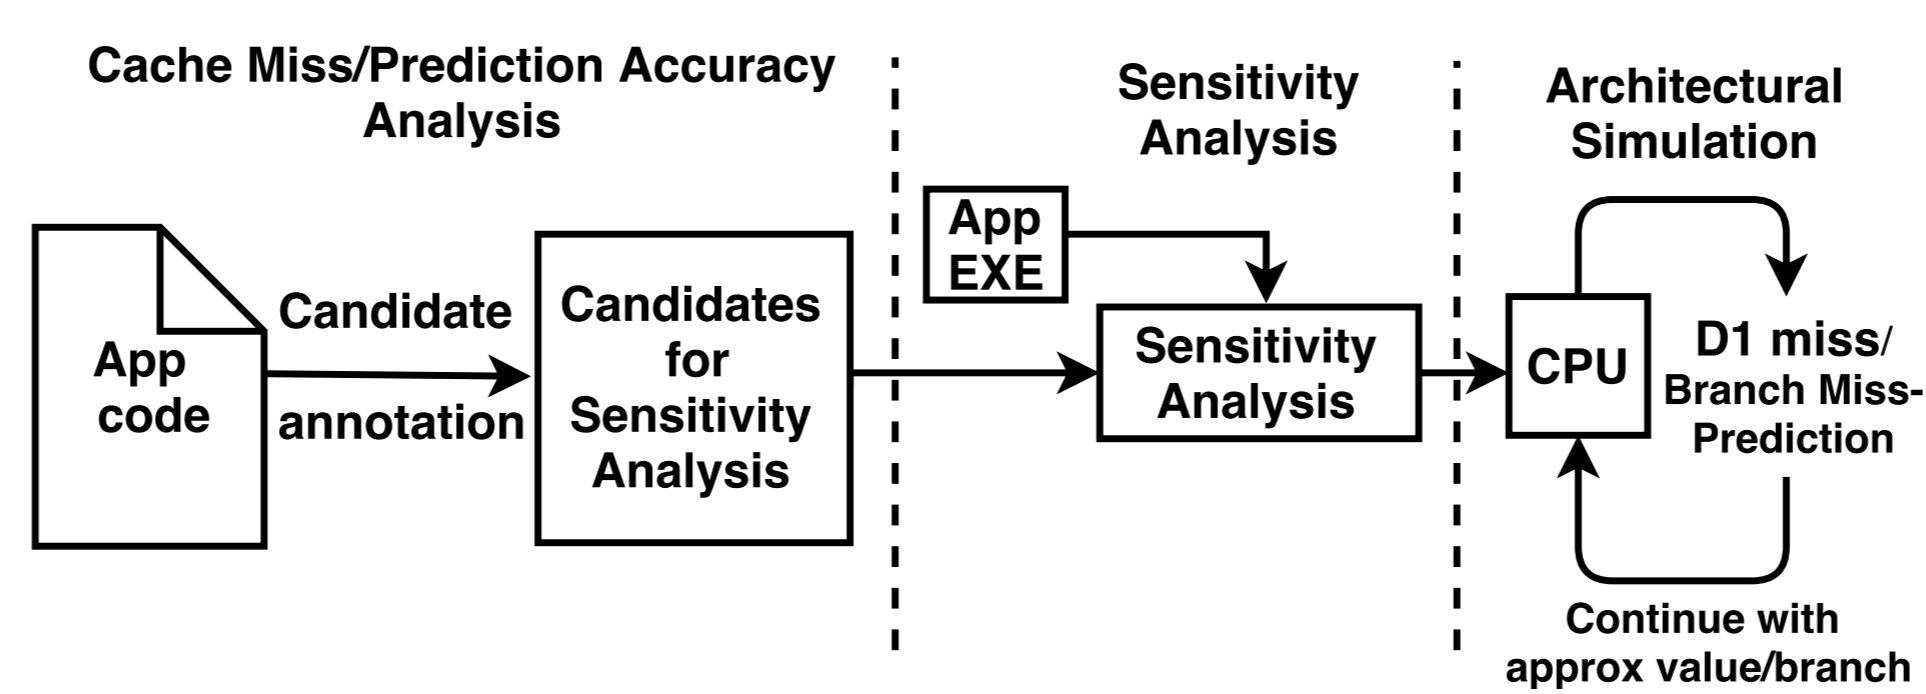 Cache Miss/Prediction Accuracy
Analysis
App
code
Candidate
annotation
Candidates
for
Sensitivity
Analysis
Sensitivity
Analysis
App
EXE
Sensitivity
Analysis
Architectural
Simulation
CPU
D1 miss/
Branch Miss-
Prediction
Continue with
approx value/branch